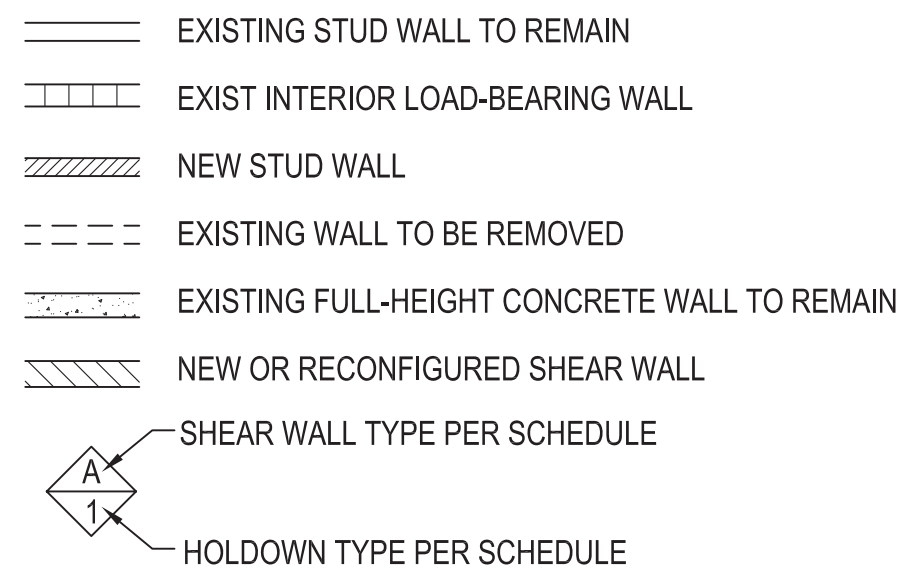 EXISTING STUD WALL TO REMAIN
EXIST INTERIOR LOAD-BEARING WALL
NEW STUD WALL
EXISTING WALL TO BE REMOVED
EXISTING FULL-HEIGHT CONCRETE WALL TO REMAIN
NEW OR RECONFIGURED SHEAR WALL
SHEAR WALL TYPE PER SCHEDULE
A
1
HOLDOWN TYPE PER SCHEDULE